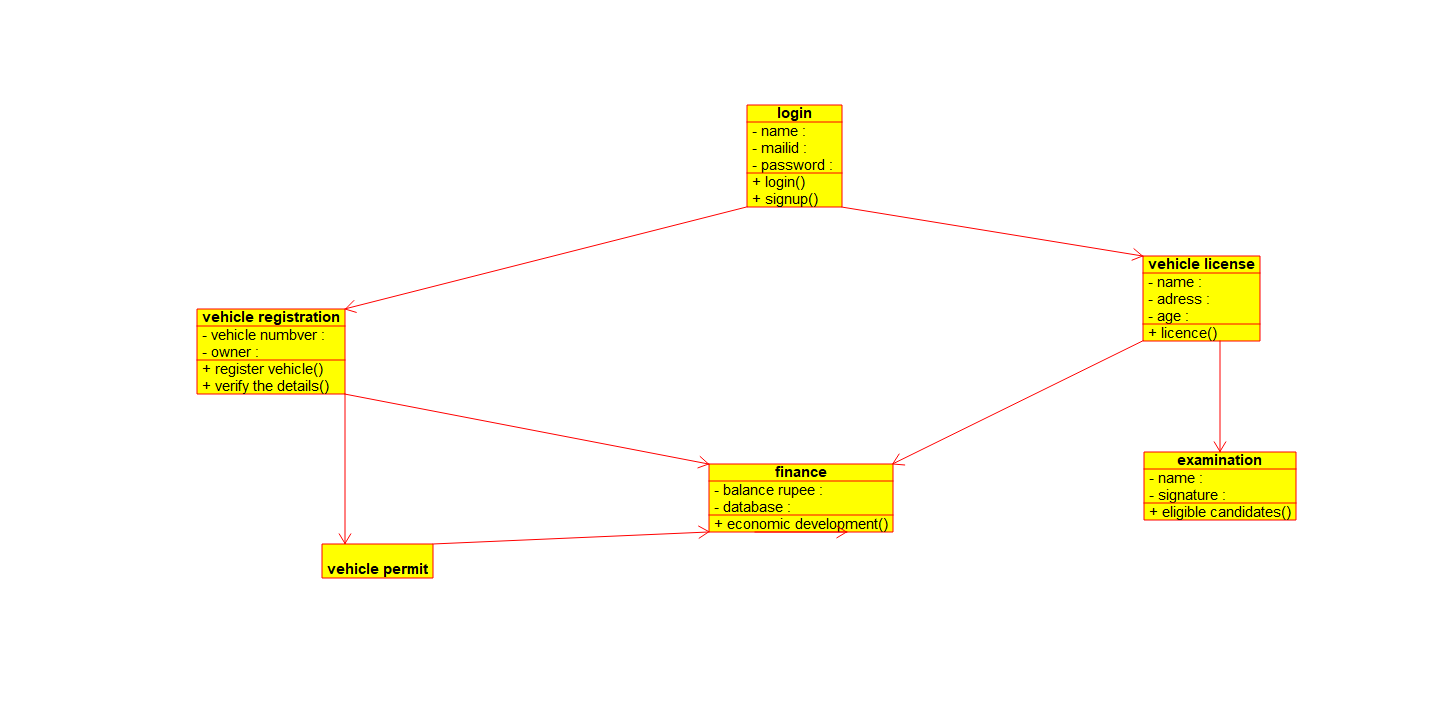 login
- name :
- mailid :
- password :
+ login()
+ signup()
vehicle license
- name :
- adress :
- age :
+ licence()
vehicle registration
- vehicle numbver :
- owner :
+ register vehicle()
+ verify the details()
finance
- balance rupee :
- database :
+ economic development()
examination
- name :
- signature :
+ eligible candidates()
vehicle permit